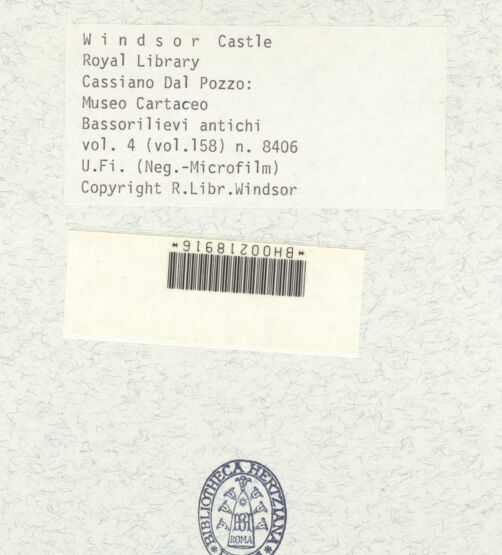 Windsor Castle
Royal Library
Cassiano Dal Pozzo:
Museo Cartaceo
Bassorilievi antichi
vol. 4 (vol.158) n. 8406
U.Fi. (Neg.-Microfilm)
Copyright R.Libr.Windsor
*BH00218916*
BIBLIOTHECA HERTZIANA
ROMA